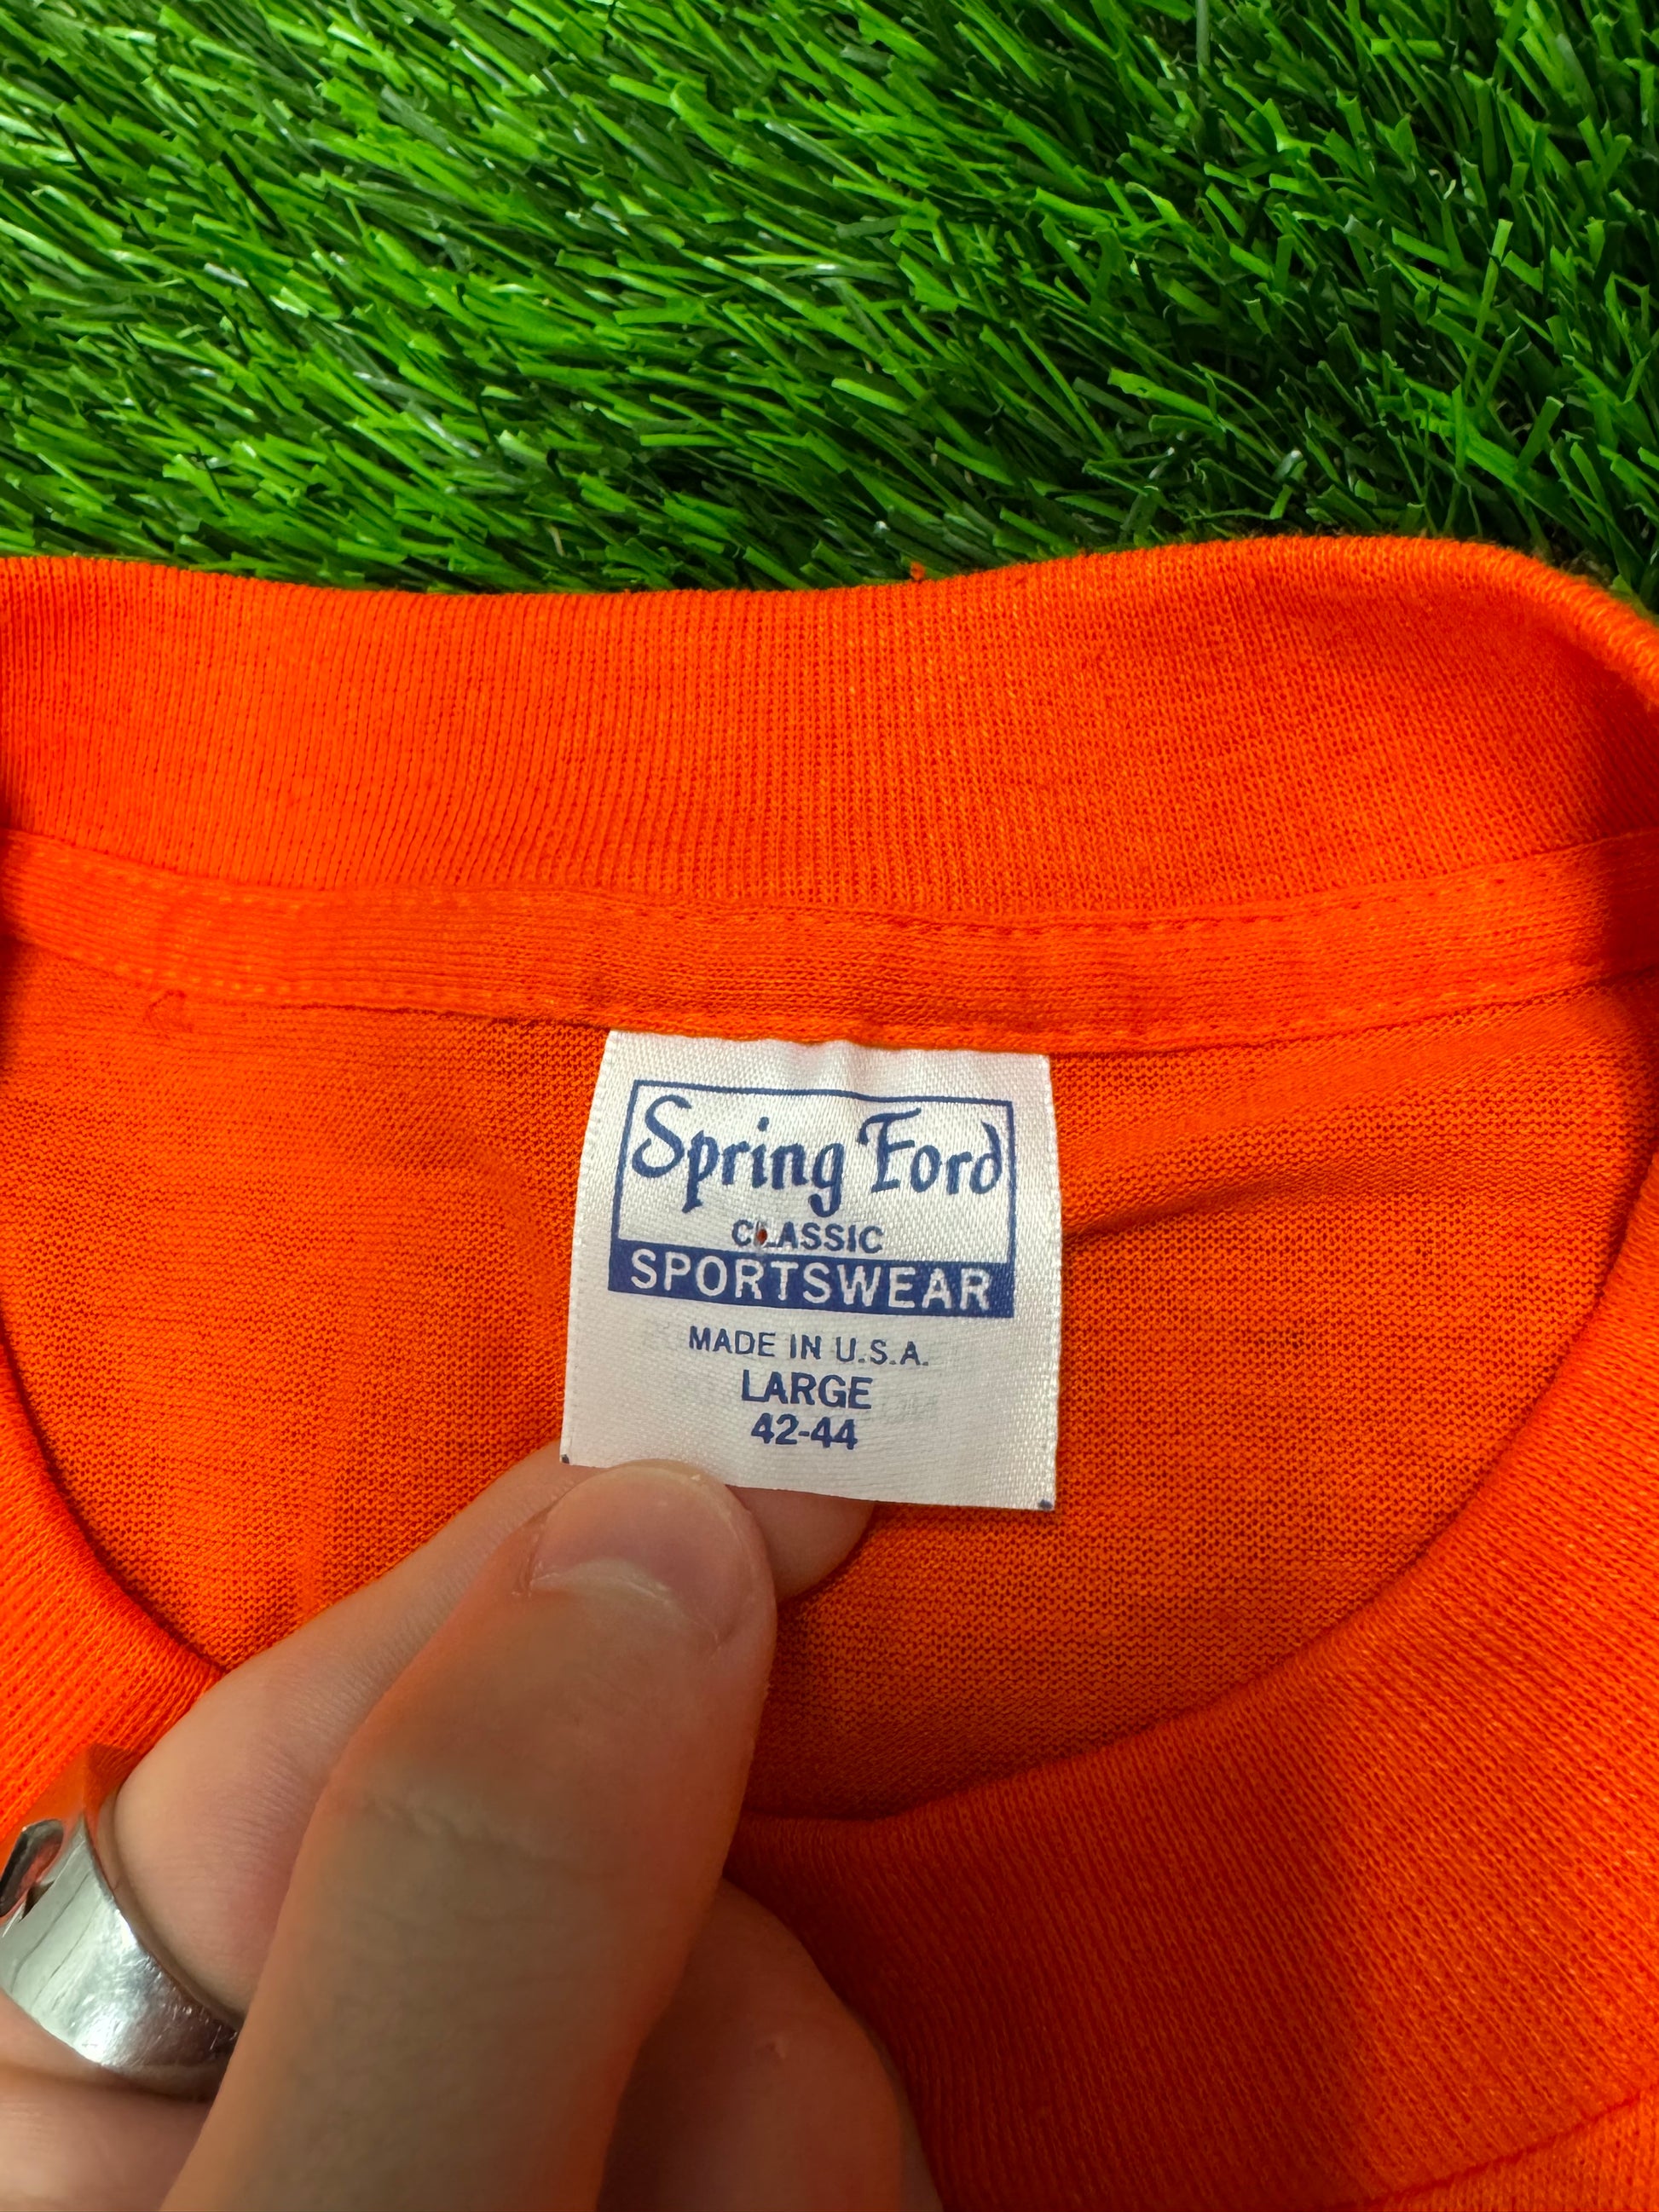 Spring Ford
CLASSIC
SPORTSWEAR
MADE IN U.S.A.
LARGE
42-44